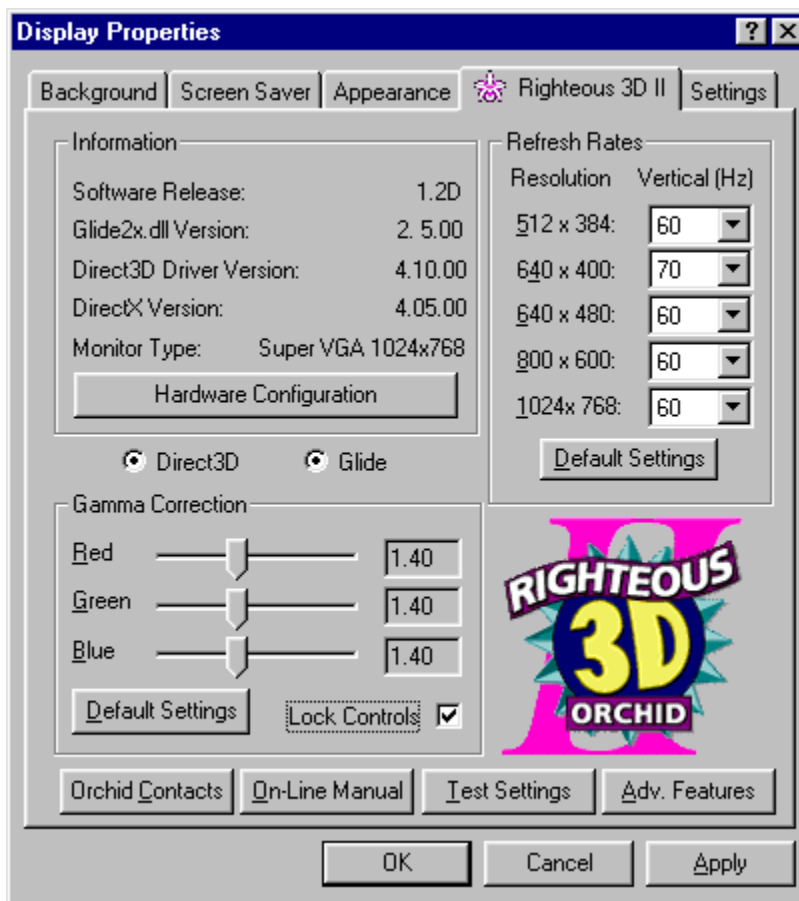 Display Properties
Background Screen Saver Appearance Righteous 3D II Settings
Information
Software Release: 1.2D
Glide2x.dll Version: 2. 5.00
Direct3D Driver Version: 4.10.00
DirectX Version: 4.05.00
Monitor Type: Super VGA 1024x768
Hardware Configuration
Refresh Rates
Resolution Vertical (Hz)
512 x 384: 60
640 x 400: 70
640 x 480: 60
800 x 600: 60
1024x 768: 60
Default Settings
Direct3D Glide
Gamma Correction
Red 1.40
Green 1.40
Blue 1.40
Default Settings Lock Controls
II
RIGHTEOUS
3D
ORCHID
Orchid Contacts On-Line Manual Test Settings Adv. Features
OK Cancel Apply